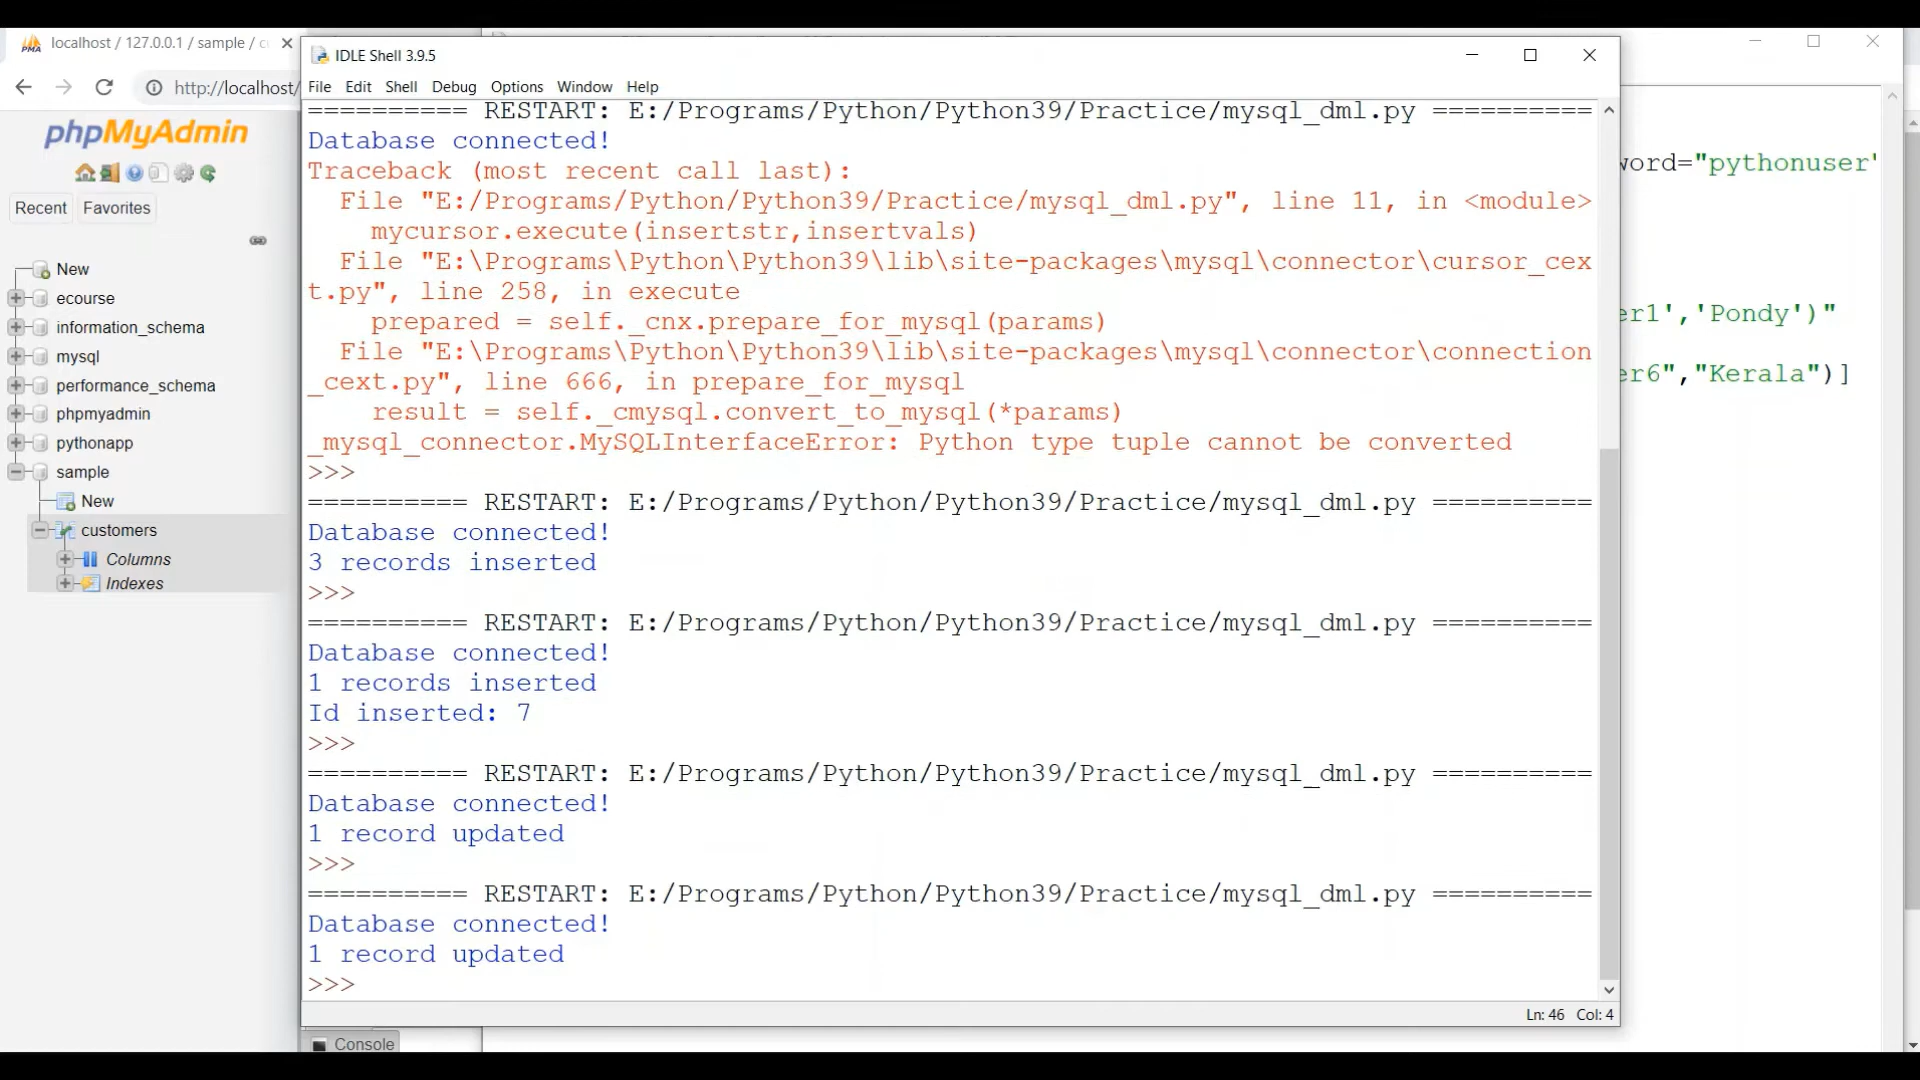 localhost / 127.0.0.1 / sample / c
http://localhost/
phpMyAdmin
Recent
Favorites
New
ecourse
information_schema
mysql
performance_schema
phpmyadmin
pythonapp
sample
New
customers
Columns
Indexes
IDLE Shell 3.9.5
File Edit Shell Debug Options Window Help
========== RESTART: E:/Programs/Python/Python39/Practice/mysql_dml.py ==========
Database connected!
Traceback (most recent call last):
File "E:/Programs/Python/Python39/Practice/mysql_dml.py", line 11, in <module>
mycursor.execute(insertstr,insertvals)
File "E:\Programs\Python\Python39\lib\site-packages\mysql\connector\cursor_cex
t.py", line 258, in execute
prepared = self._cnx.prepare_for_mysql(params)
File "E:\Programs\Python\Python39\lib\site-packages\mysql\connector\connection
_cext.py", line 666, in prepare_for_mysql
result = self._cmysql.convert_to_mysql(*params)
_mysql_connector.MySQLInterfaceError: Python type tuple cannot be converted
>>>
========== RESTART: E:/Programs/Python/Python39/Practice/mysql_dml.py ==========
Database connected!
3 records inserted
>>>
========== RESTART: E:/Programs/Python/Python39/Practice/mysql_dml.py ==========
Database connected!
1 records inserted
Id inserted: 7
>>>
========== RESTART: E:/Programs/Python/Python39/Practice/mysql_dml.py ==========
Database connected!
1 record updated
>>>
========== RESTART: E:/Programs/Python/Python39/Practice/mysql_dml.py ==========
Database connected!
1 record updated
>>>
Ln: 46 Col: 4
word="pythonuser"
er1','Pondy')"
er6","Kerala")]
Console